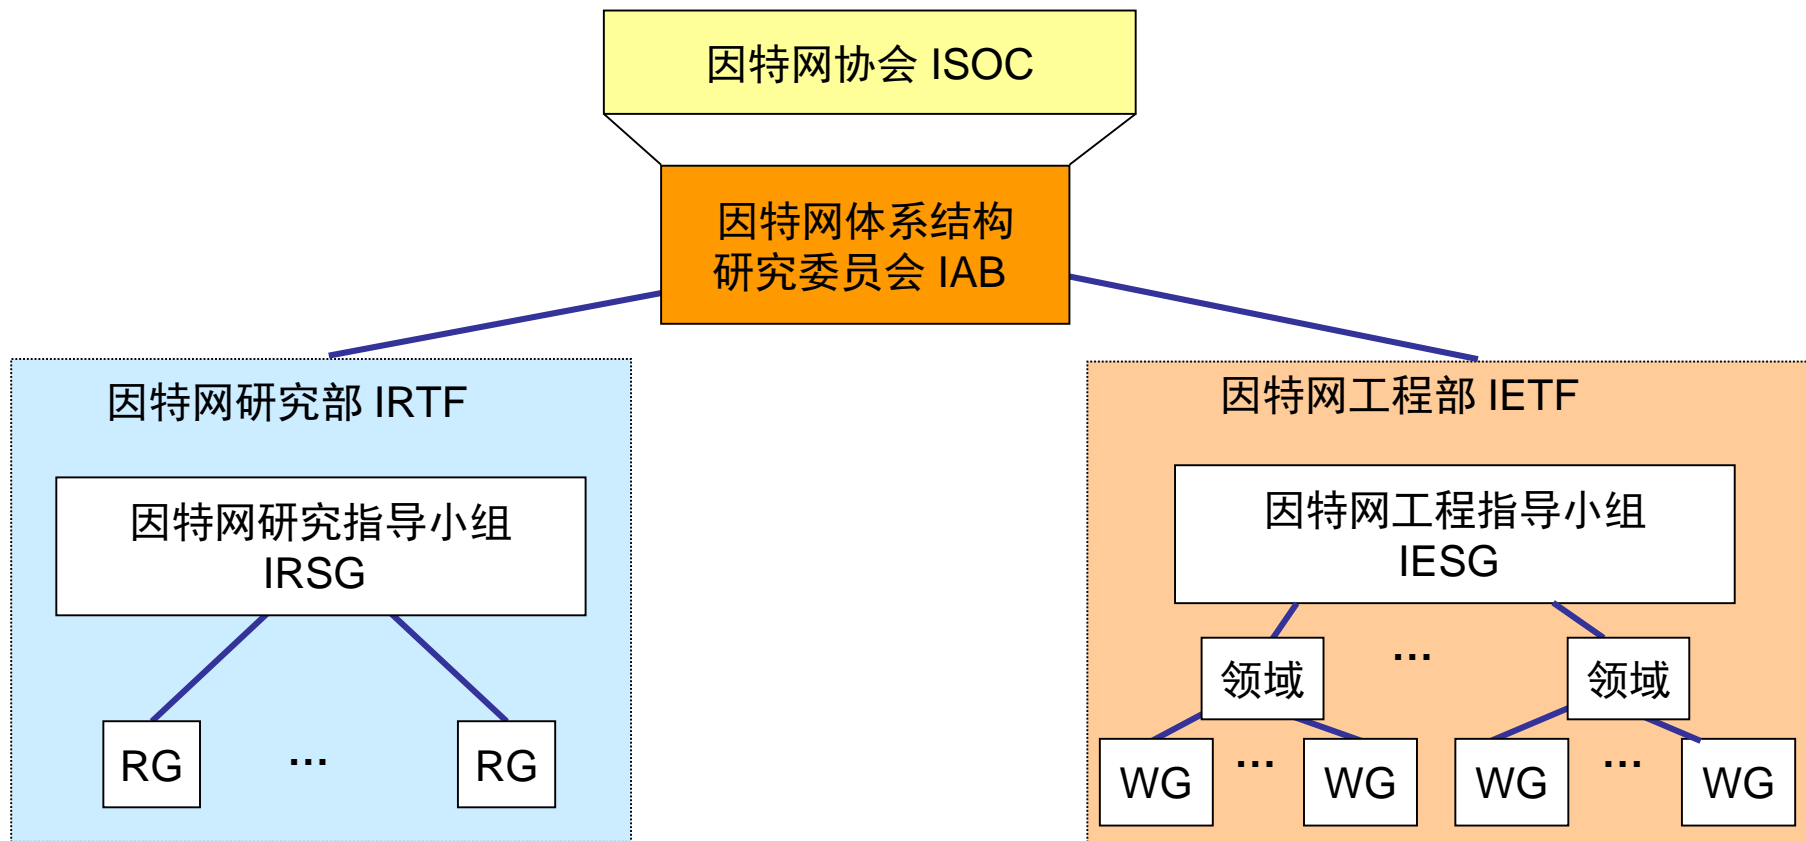 因特网协会 ISOC
因特网体系结构
研究委员会 IAB
因特网研究部 IRTF
因特网研究指导小组
IRSG
RG
…
RG
因特网工程部 IETF
因特网工程指导小组
IESG
领域
…
领域
WG
…
WG
WG
…
WG